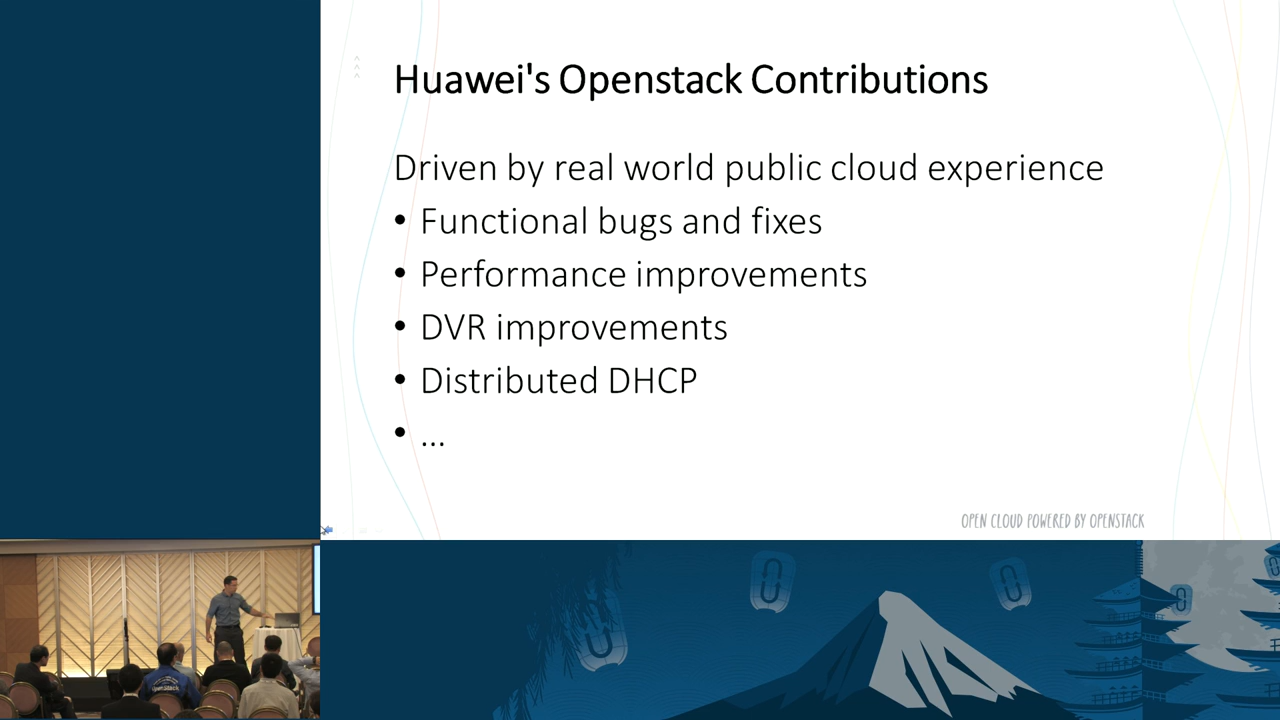 Huawei's Openstack Contributions
Driven by real world public cloud experience
• Functional bugs and fixes
• Performance improvements
• DVR improvements
• Distributed DHCP
• ...
OPEN CLOUD POWERED BY OPENSTACK
openstack